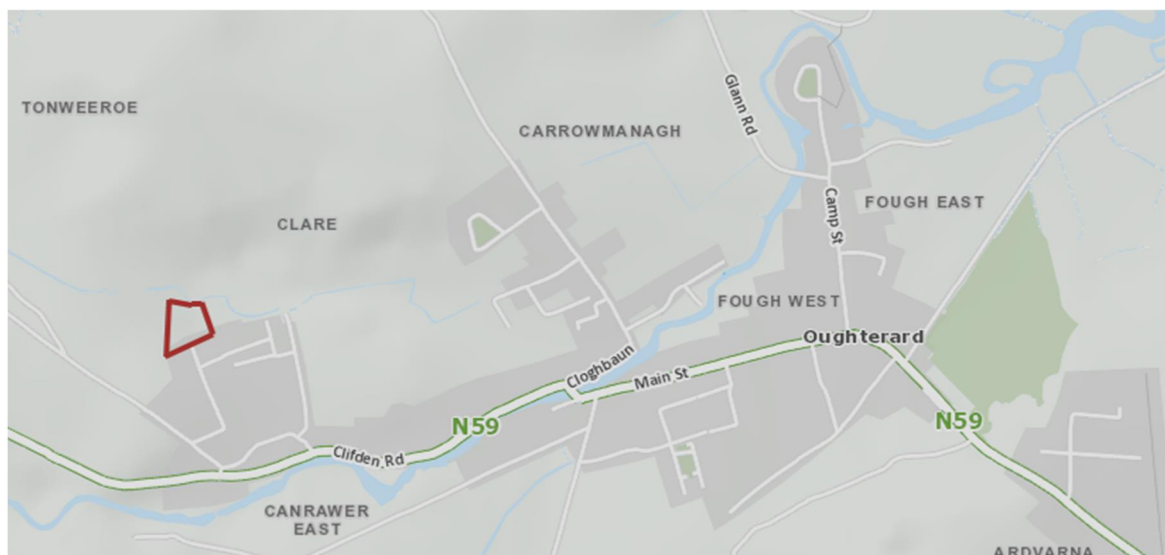 TONWEEROE
Glann Rd
CARROWMANAGH
Camp St
FOUGH EAST
CLARE
FOUGH WEST
Oughterard
Cloghbaun
Main St
N59
N59
Clifden Rd
CANRAWER
EAST
ARDVARNA